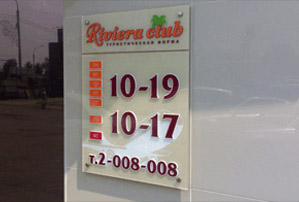 Riviera club
ТУРИСТИЧЕСКАЯ ФИРМА
10-19
10-17
т.2-008-008